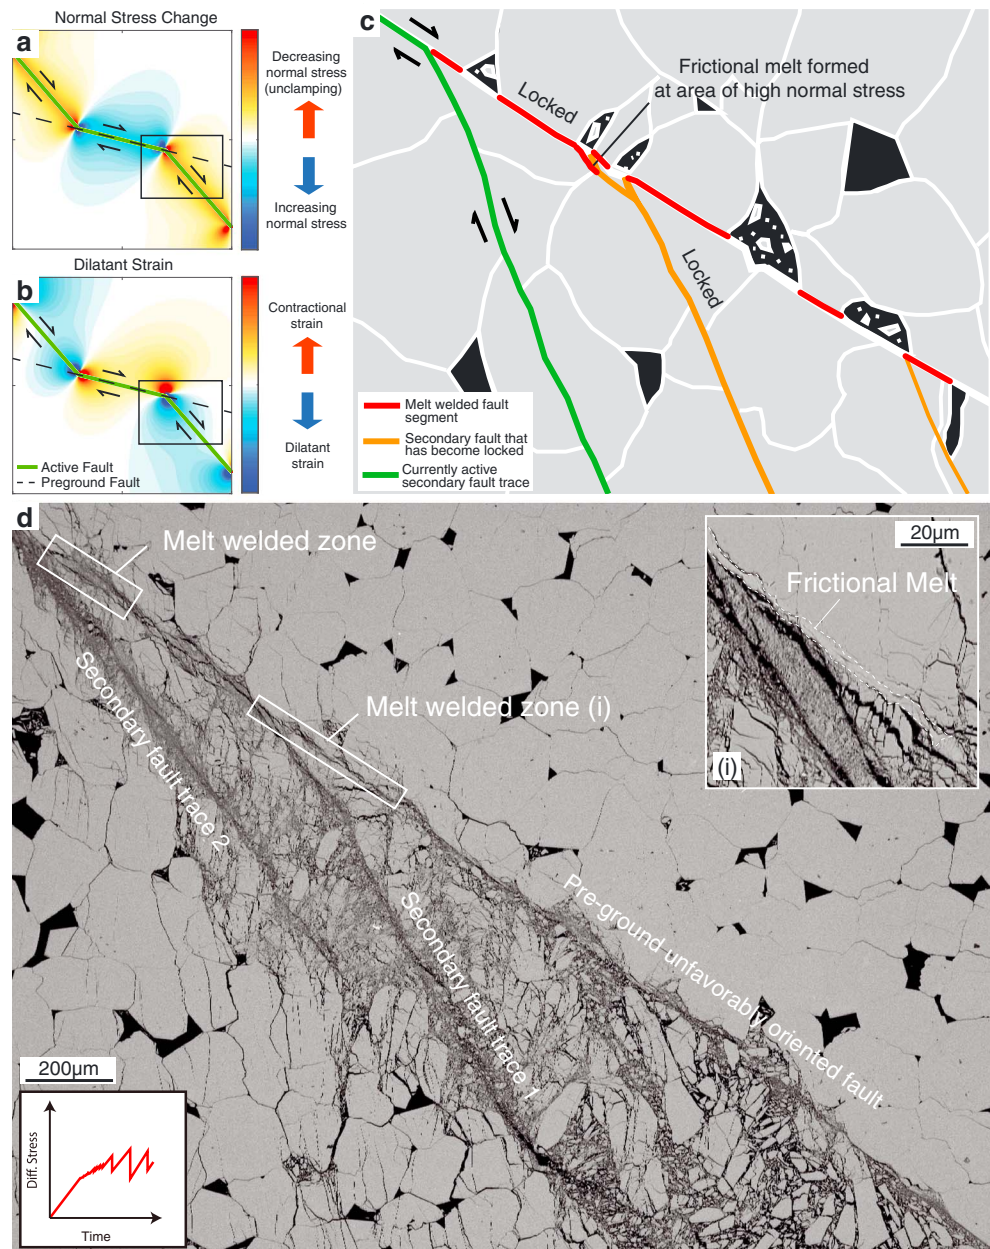 Normal Stress Change
a
Decreasing
normal stress
(unclamping)
Increasing
normal stress
Dilatant Strain
b
Contractional
strain
Dilatant
strain
Active Fault
Preground Fault
c
Frictional melt formed
at area of high normal stress
Locked
Locked
Melt welded fault
segment
Secondary fault that
has become locked
Currently active
secondary fault trace
d
Melt welded zone
Melt welded zone (i)
Secondary fault trace 2
Secondary fault trace 1
Pre-ground unfavorably oriented fault
20µm
Frictional Melt
(i)
200µm
Diff. Stress
Time